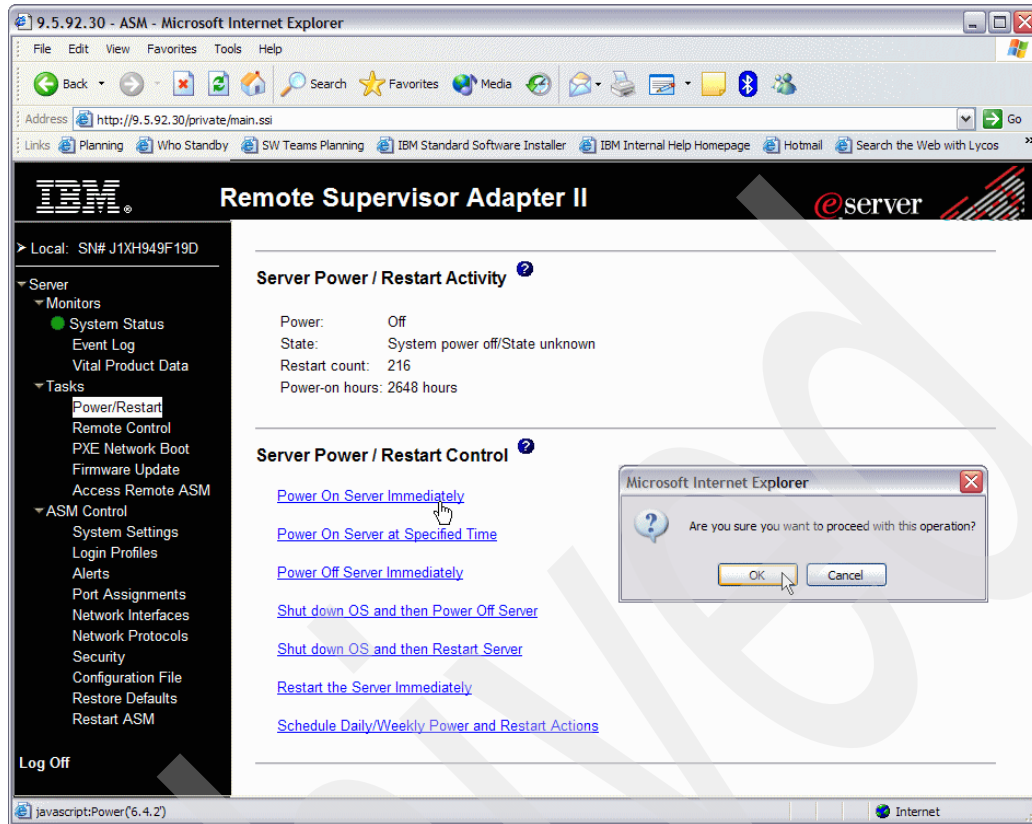 9.5.92.30 - ASM - Microsoft Internet Explorer
File Edit View Favorites Tools Help
Back Search Favorites Media
Address http://9.5.92.30/private/main.ssi Go
Links Planning Who Standby SW Teams Planning IBM Standard Software Installer IBM Internal Help Homepage Hotmail Search the Web with Lycos »
IBM® Remote Supervisor Adapter II eserver
Local: SN# J1XH949F19D
Server
Monitors
System Status
Event Log
Vital Product Data
Tasks
Power/Restart
Remote Control
PXE Network Boot
Firmware Update
Access Remote ASM
ASM Control
System Settings
Login Profiles
Alerts
Port Assignments
Network Interfaces
Network Protocols
Security
Configuration File
Restore Defaults
Restart ASM
Log Off
Server Power / Restart Activity ?
Power: Off
State: System power off/State unknown
Restart count: 216
Power-on hours: 2648 hours
Server Power / Restart Control ?
Power On Server Immediately
Power On Server at Specified Time
Power Off Server Immediately
Shut down OS and then Power Off Server
Shut down OS and then Restart Server
Restart the Server Immediately
Schedule Daily/Weekly Power and Restart Actions
Microsoft Internet Explorer
Are you sure you want to proceed with this operation?
OK Cancel
javascript:Power('6.4.2') Internet